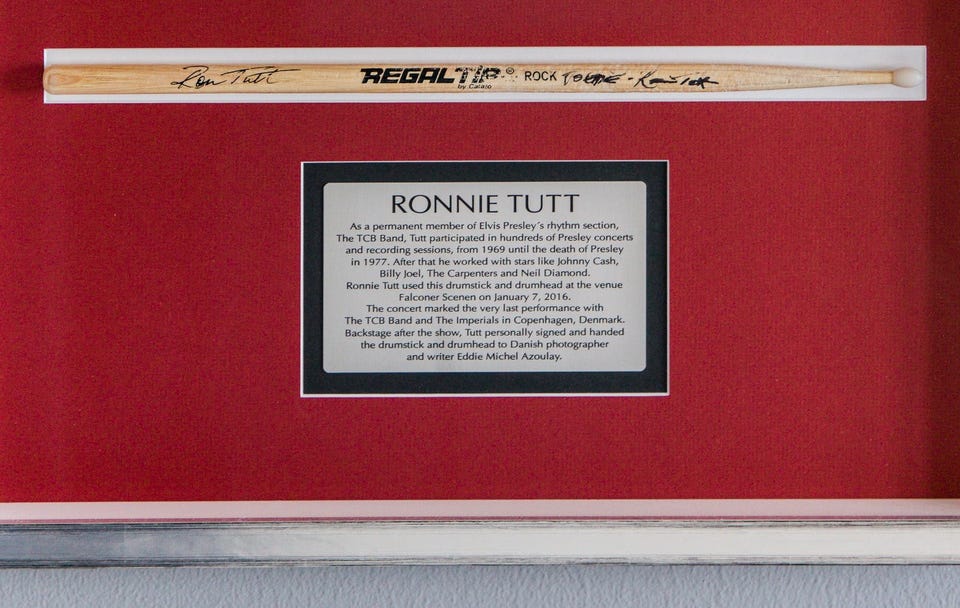 Ron Tutt REGALTIP® ROCK
by Calato
RONNIE TUTT
As a permanent member of Elvis Presley´s rhythm section,
The TCB Band, Tutt participated in hundreds of Presley concerts
and recording sessions, from 1969 until the death of Presley
in 1977. After that he worked with stars like Johnny Cash,
Billy Joel, The Carpenters and Neil Diamond.
Ronnie Tutt used this drumstick and drumhead at the venue
Falconer Scenen on January 7, 2016.
The concert marked the very last performance with
The TCB Band and The Imperials in Copenhagen, Denmark.
Backstage after the show, Tutt personally signed and handed
the drumstick and drumhead to Danish photographer
and writer Eddie Michel Azoulay.